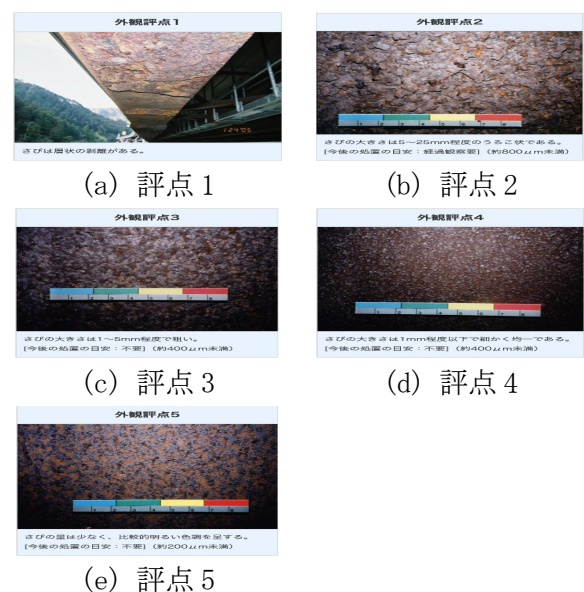 外観評点1
さびは層状の剥離がある。
(a) 評点1
外観評点2
さびの大きさは5～25mm程度のうろこ状である。
[今後の処置の目安：経過観察要] (約800μm未満)
(b) 評点2
外観評点3
さびの大きさは1～5mm程度で粗い。
[今後の処置の目安：不要] (約400μm未満)
(c) 評点3
外観評点4
さびの大きさは1mm程度以下で細かく均一である。
[今後の処置の目安：不要] (約400μm未満)
(d) 評点4
外観評点5
さびの量は少なく、比較的明るい色調を呈する。
[今後の処置の目安：不要] (約200μm未満)
(e) 評点5